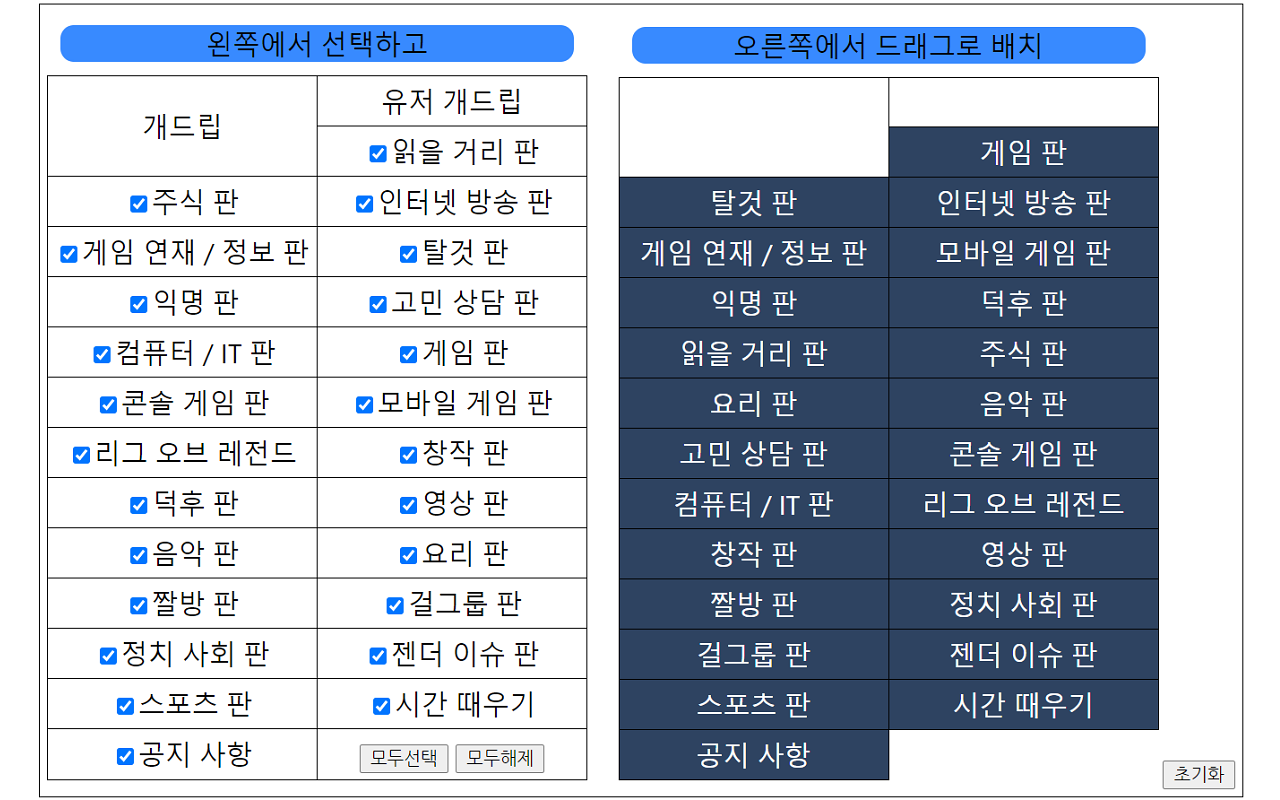 왼쪽에서 선택하고
개드립
유저 개드립
읽을 거리 판
주식 판
인터넷 방송 판
게임 연재 / 정보 판
탈것 판
익명 판
고민 상담 판
컴퓨터 / IT 판
게임 판
콘솔 게임 판
모바일 게임 판
리그 오브 레전드
창작 판
덕후 판
영상 판
음악 판
요리 판
짤방 판
걸그룹 판
정치 사회 판
젠더 이슈 판
스포츠 판
시간 때우기
공지 사항
모두선택
모두해제
오른쪽에서 드래그로 배치
게임 판
탈것 판
인터넷 방송 판
게임 연재 / 정보 판
모바일 게임 판
익명 판
덕후 판
읽을 거리 판
주식 판
요리 판
음악 판
고민 상담 판
콘솔 게임 판
컴퓨터 / IT 판
리그 오브 레전드
창작 판
영상 판
짤방 판
정치 사회 판
걸그룹 판
젠더 이슈 판
스포츠 판
시간 때우기
공지 사항
초기화